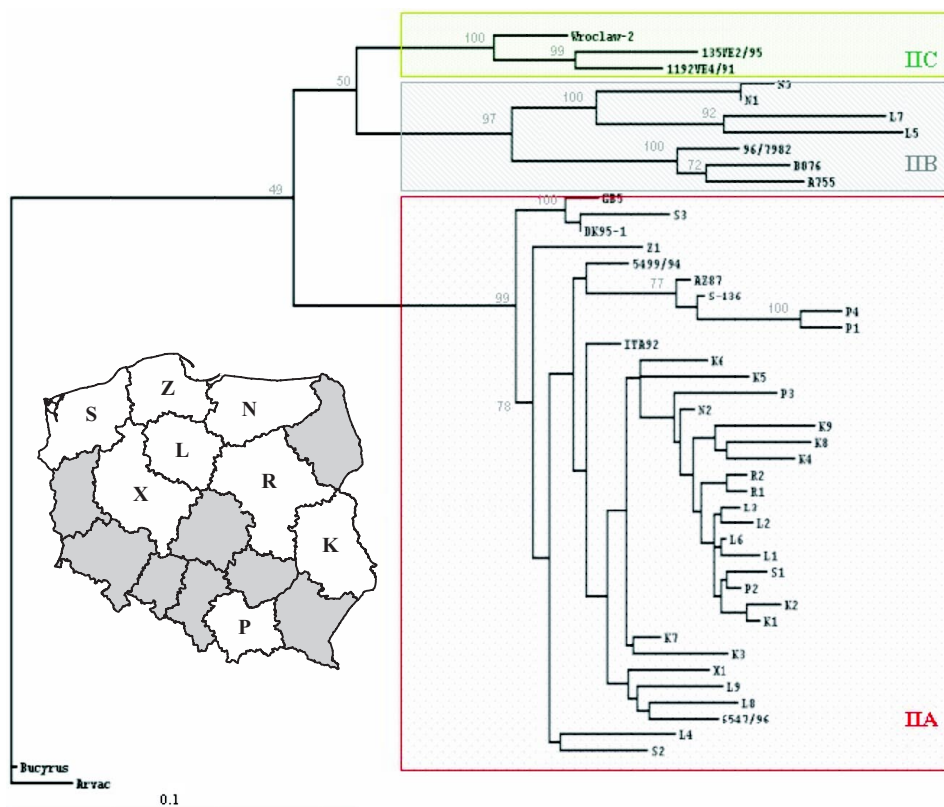 Wroclaw-2
100
99
135VE2/95
1192VE4/91
IIC
50
N3
N1
100
92
L7
L5
97
100
96/7982
72
B076
A755
IIB
49
100
GB5
S3
DK95-1
Z1
5499/94
77
AZ87
S-136
100
P4
P1
99
ITA92
K6
K5
P3
78
N2
K9
K8
K4
R2
R1
L3
L2
L6
L1
S1
P2
K2
K1
K7
K3
X1
L9
L8
6547/96
IIA
L4
S2
S
Z
N
L
X
R
K
P
Bucyrus
Arvac
0.1